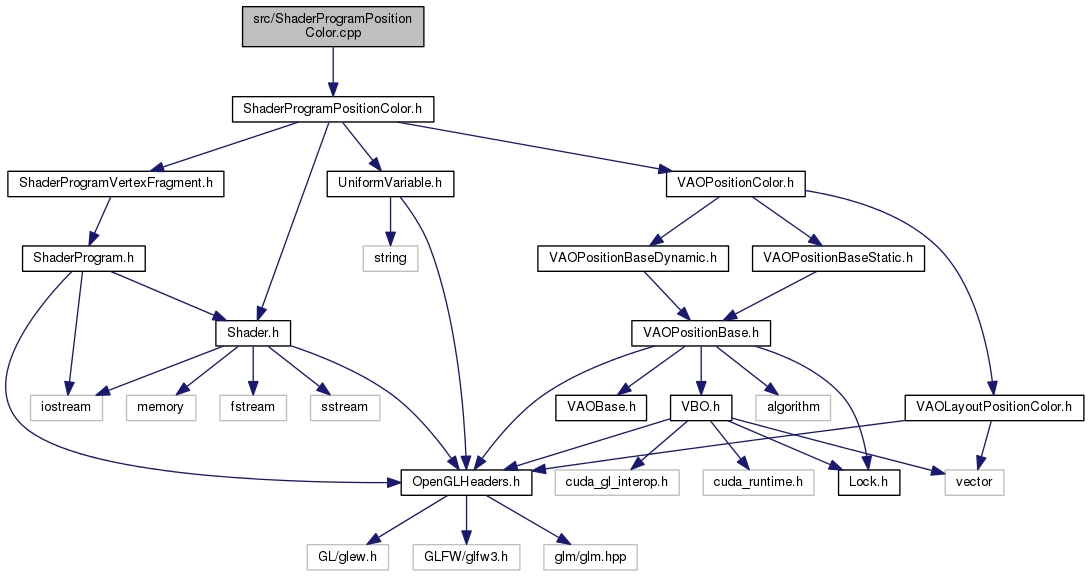 src/ShaderProgramPosition
Color.cpp
ShaderProgramPositionColor.h
ShaderProgramVertexFragment.h
UniformVariable.h
VAOPositionColor.h
ShaderProgram.h
string
VAOPositionBaseDynamic.h
VAOPositionBaseStatic.h
Shader.h
VAOPositionBase.h
iostream
memory
fstream
sstream
VAOBase.h
VBO.h
algorithm
VAOLayoutPositionColor.h
OpenGLHeaders.h
cuda_gl_interop.h
cuda_runtime.h
Lock.h
vector
GL/glew.h
GLFW/glfw3.h
glm/glm.hpp